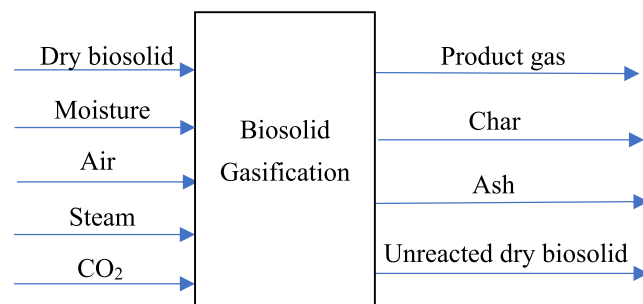 Dry biosolid
Moisture
Air
Steam
CO₂
Biosolid
Gasification
Product gas
Char
Ash
Unreacted dry biosolid